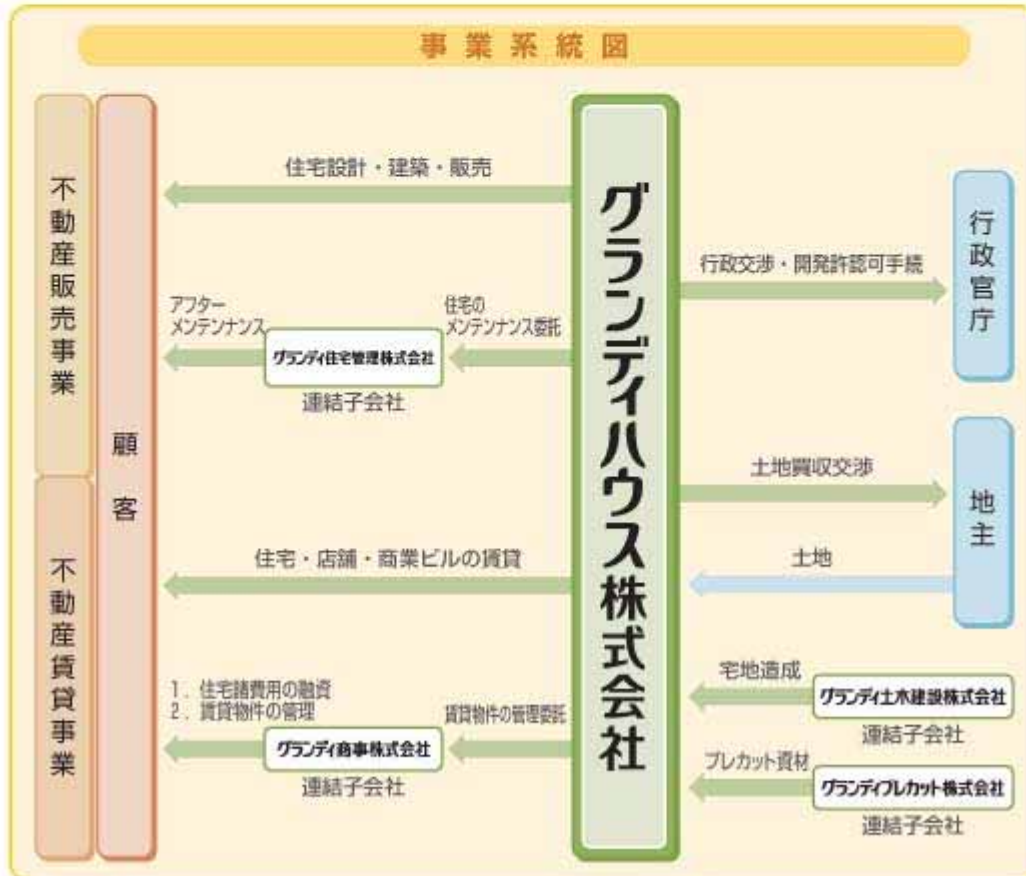 事業系統図
不動産販売事業
不動産賃貸事業
顧客
住宅設計・建築・販売
アフター
メンテンナンス
グランディ住宅管理株式会社
連結子会社
住宅の
メンテンナンス委託
住宅・店舗・商業ビルの賃貸
1．住宅諸費用の融資
2．賃貸物件の管理
グランディ商事株式会社
連結子会社
賃貸物件の管理委託
グランディハウス株式会社
行政交渉・開発許認可手続
行政官庁
土地買収交渉
土地
地主
宅地造成
グランディ土木建設株式会社
連結子会社
プレカット資材
グランディプレカット株式会社
連結子会社